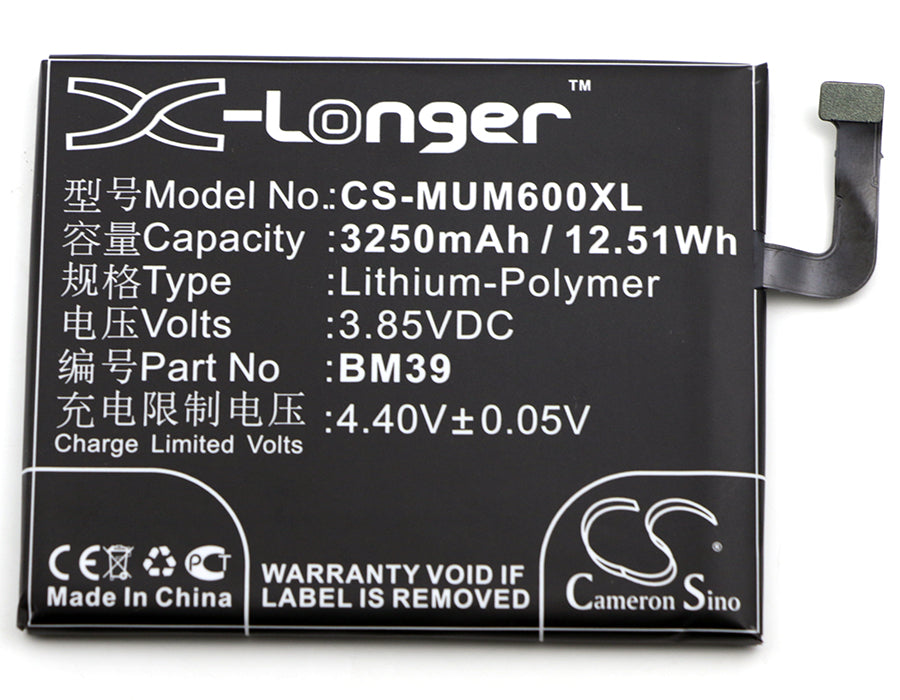 X-Longer™
型号Model No.: CS-MUM600XL
容量Capacity :3250mAh / 12.51Wh
规格Type :Lithium-Polymer
电压Volts :3.85VDC
编号Part No :BM39
充电限制电压 :4.40V±0.05V
Charge Limited Volts
CE PCT
Made in China
WARRANTY VOID IF
LABEL IS REMOVED
CS®
Cameron Sino